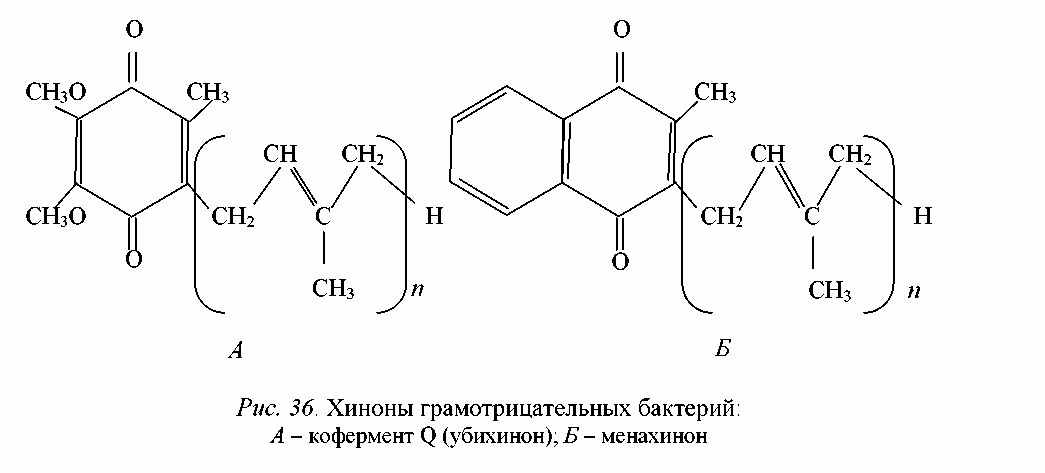 O O
CH3O CH3 CH3
CH CH2 CH CH2
CH3O CH2 C H CH2 C H
O O
CH3 n CH3 n
А Б
Рис. 36. Хиноны грамотрицательных бактерий:
А – кофермент Q (убихинон); Б – менахинон